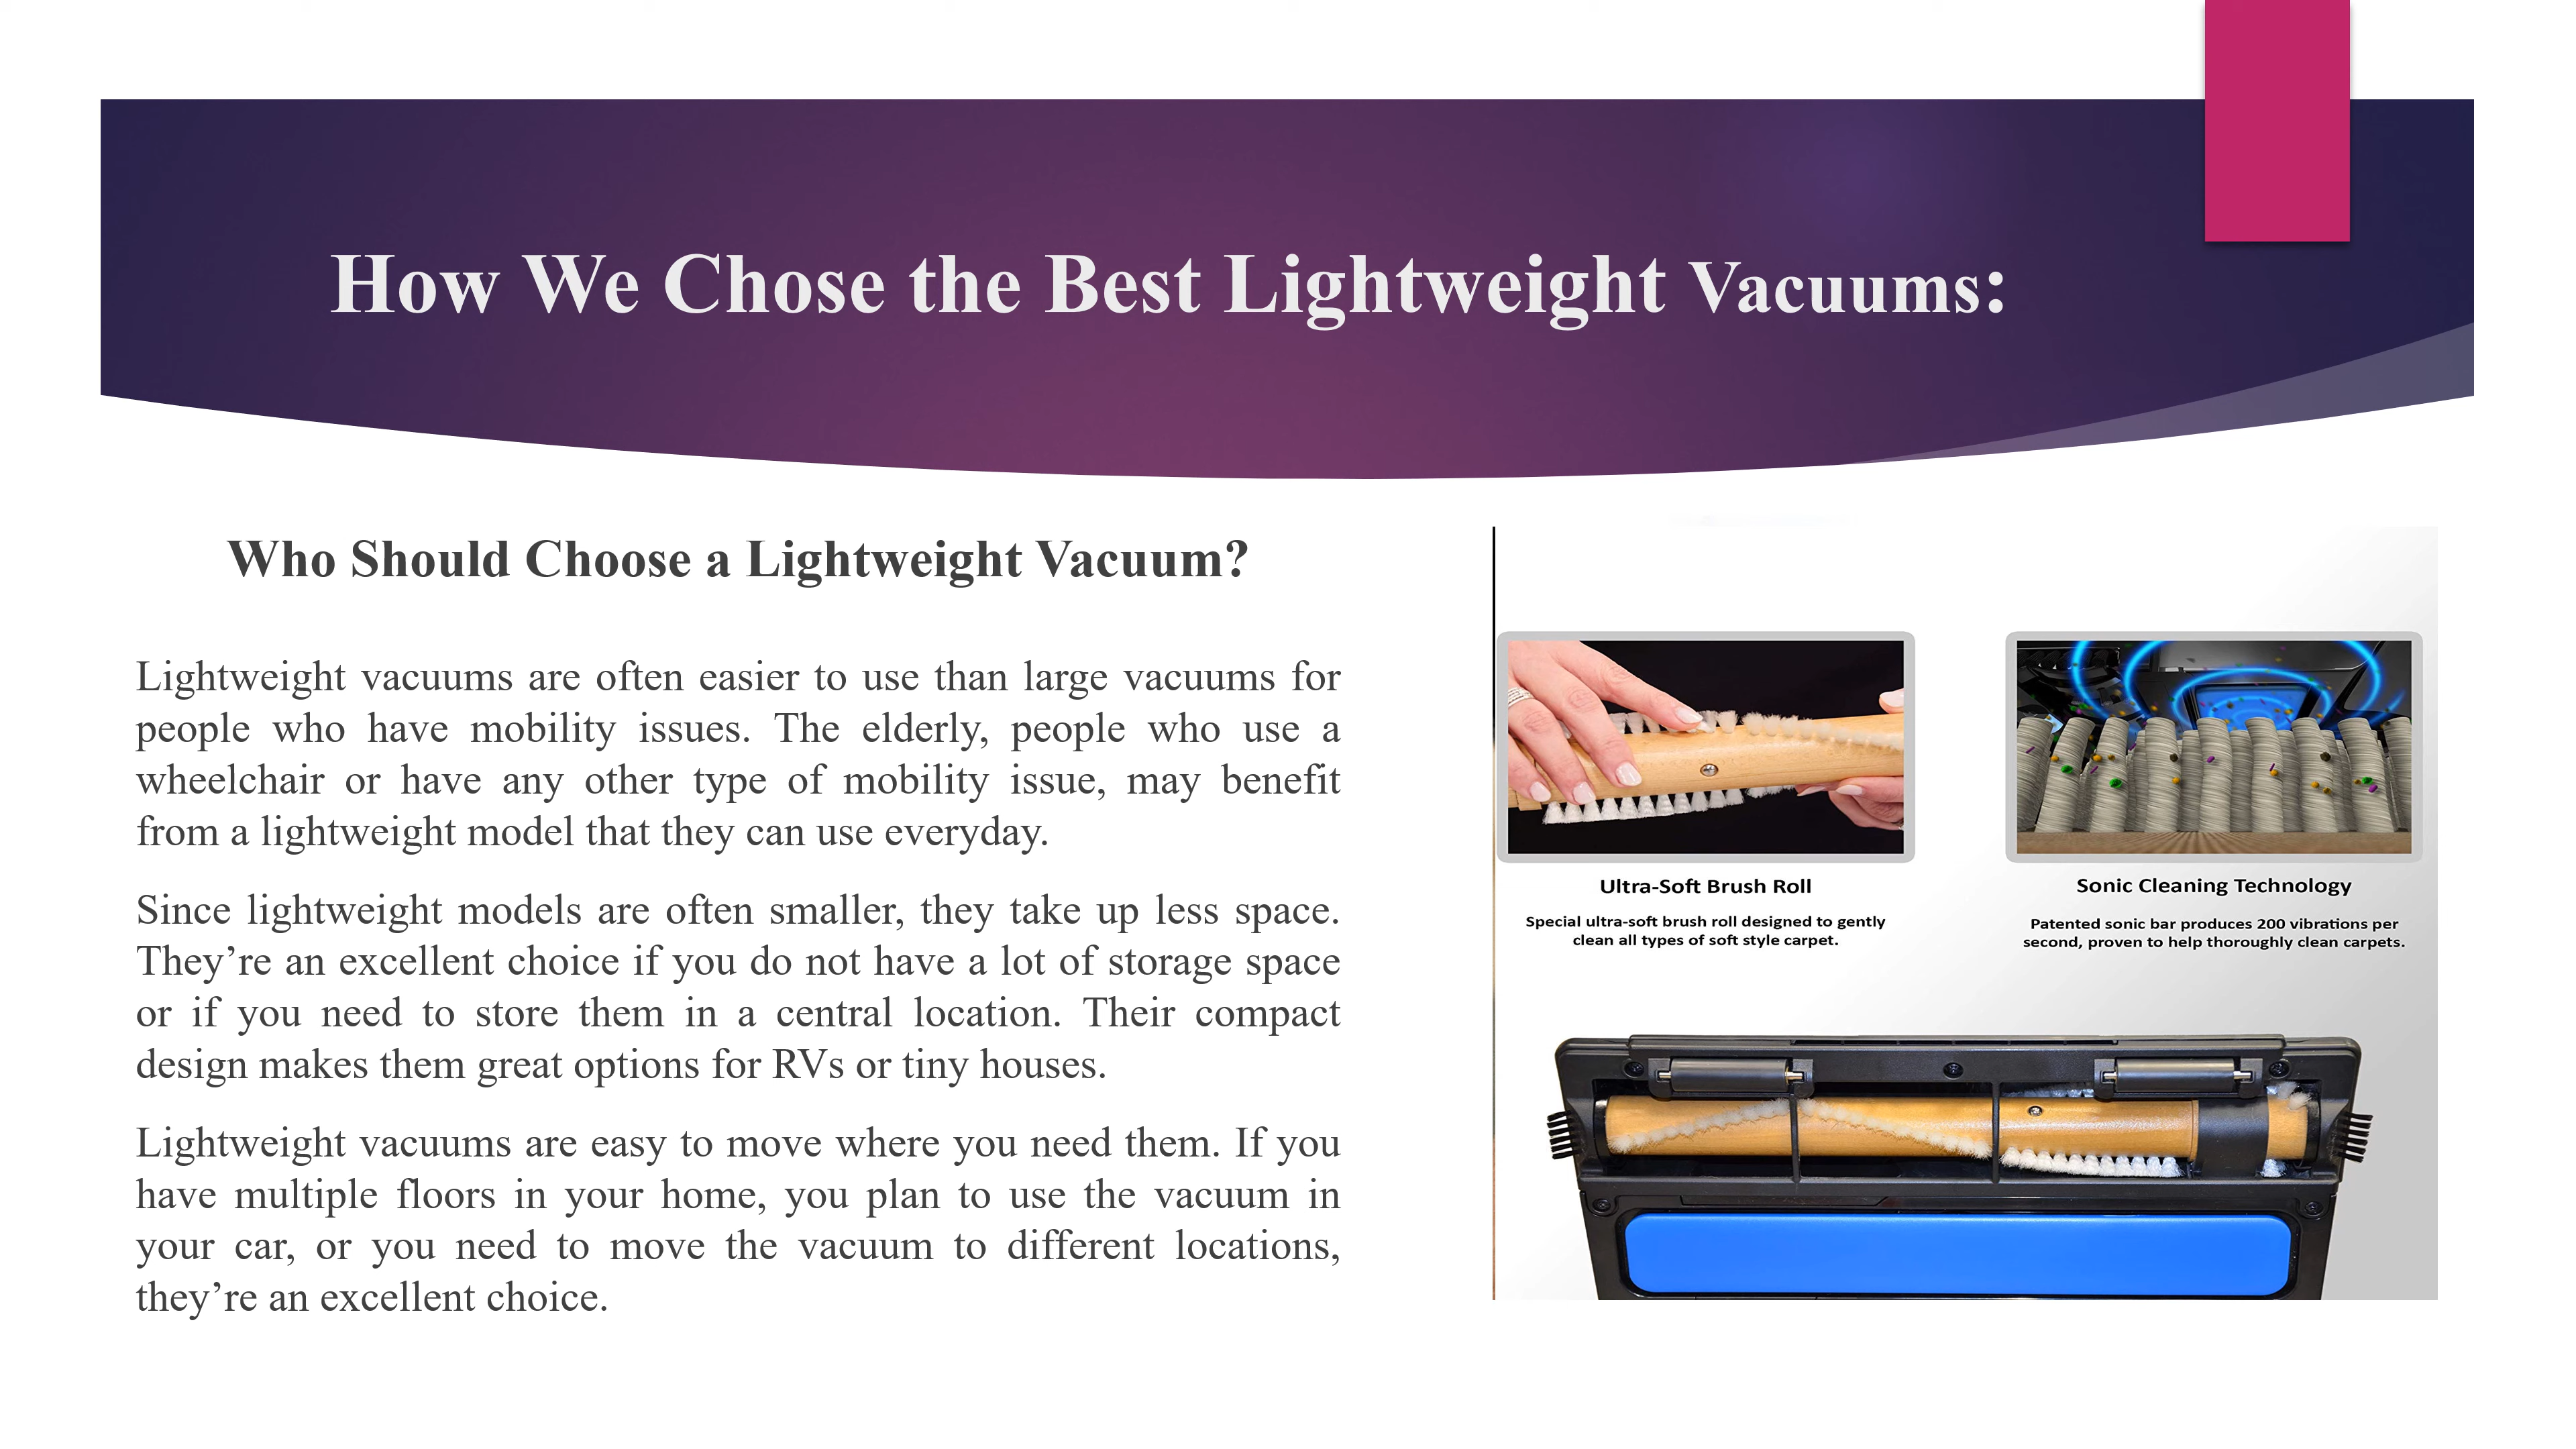 How We Chose the Best Lightweight Vacuums:
Who Should Choose a Lightweight Vacuum?
Lightweight vacuums are often easier to use than large vacuums for
people who have mobility issues. The elderly, people who use a
wheelchair or have any other type of mobility issue, may benefit
from a lightweight model that they can use everyday.
Since lightweight models are often smaller, they take up less space.
They’re an excellent choice if you do not have a lot of storage space
or if you need to store them in a central location. Their compact
design makes them great options for RVs or tiny houses.
Lightweight vacuums are easy to move where you need them. If you
have multiple floors in your home, you plan to use the vacuum in
your car, or you need to move the vacuum to different locations,
they’re an excellent choice.
Ultra-Soft Brush Roll
Special ultra-soft brush roll designed to gently
clean all types of soft style carpet.
Sonic Cleaning Technology
Patented sonic bar produces 200 vibrations per
second, proven to help thoroughly clean carpets.